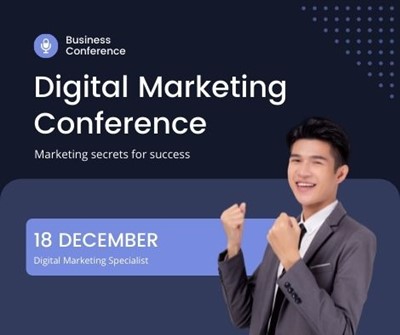 Business
Conference
Digital Marketing
Conference
Marketing secrets for success
18 DECEMBER
Digital Marketing Specialist